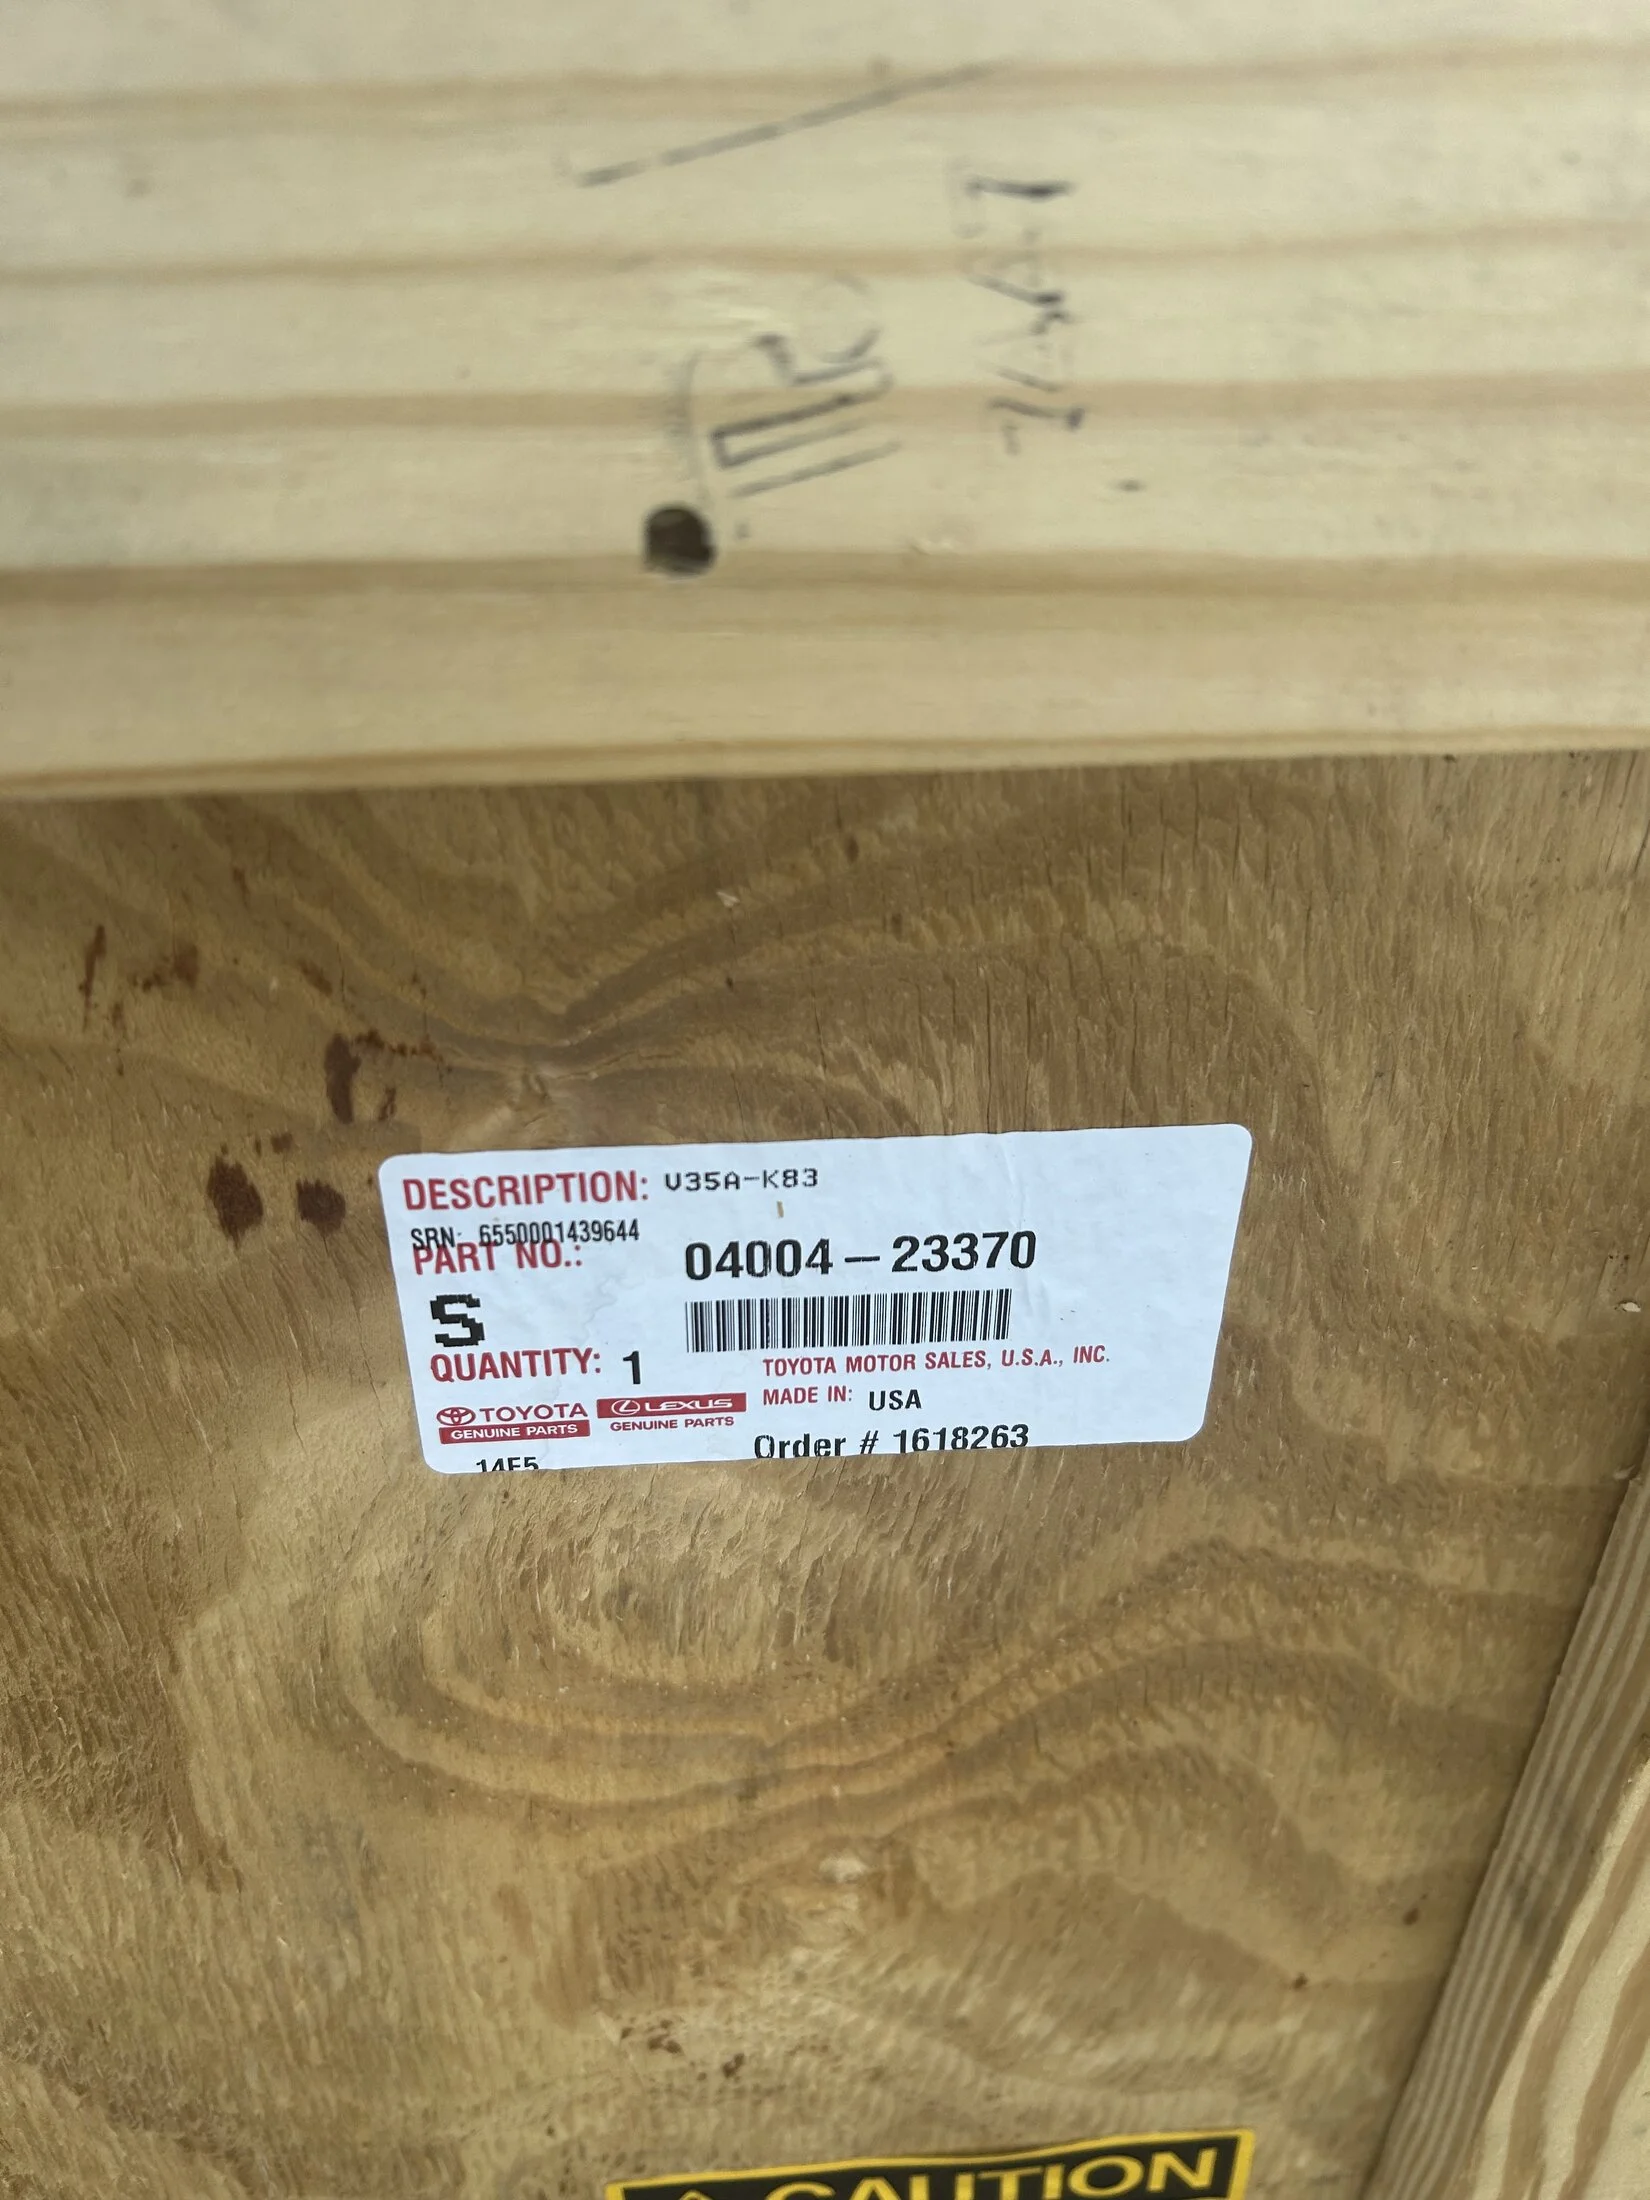 DESCRIPTION: V35A-K83
SRN: 6550001439644
PART NO.: 04004-23370
S
QUANTITY: 1
TOYOTA MOTOR SALES, U.S.A., INC.
MADE IN: USA
TOYOTA
GENUINE PARTS
LEXUS
GENUINE PARTS
Order # 1618263
14F5
CAUTION